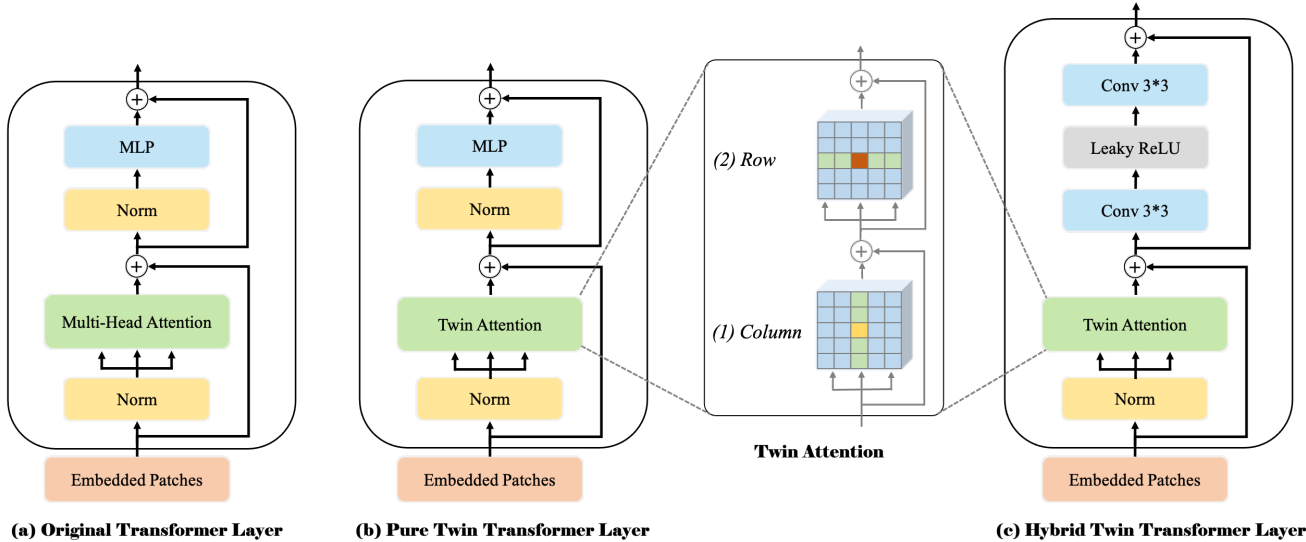 MLP
Norm
+
+
Multi-Head Attention
Norm
Embedded Patches
(a) Original Transformer Layer
+
MLP
Norm
+
Twin Attention
Norm
Embedded Patches
(b) Pure Twin Transformer Layer
+
(2) Row
+
(1) Column
Twin Attention
+
Conv 3*3
Leaky ReLU
Conv 3*3
+
Twin Attention
Norm
Embedded Patches
(c) Hybrid Twin Transformer Layer